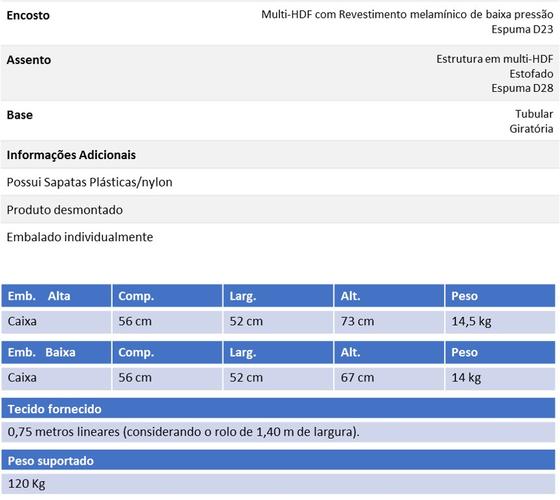 Encosto
Multi-HDF com Revestimento melamínico de baixa pressão
Espuma D23
Assento
Estrutura em multi-HDF
Estofado
Espuma D28
Base
Tubular
Giratória
Informações Adicionais
Possui Sapatas Plásticas/nylon
Produto desmontado
Embalado individualmente
Emb. Alta Comp. Larg. Alt. Peso
Caixa 56 cm 52 cm 73 cm 14,5 kg
Emb. Baixa Comp. Larg. Alt. Peso
Caixa 56 cm 52 cm 67 cm 14 kg
Tecido fornecido
0,75 metros lineares (considerando o rolo de 1,40 m de largura).
Peso suportado
120 Kg